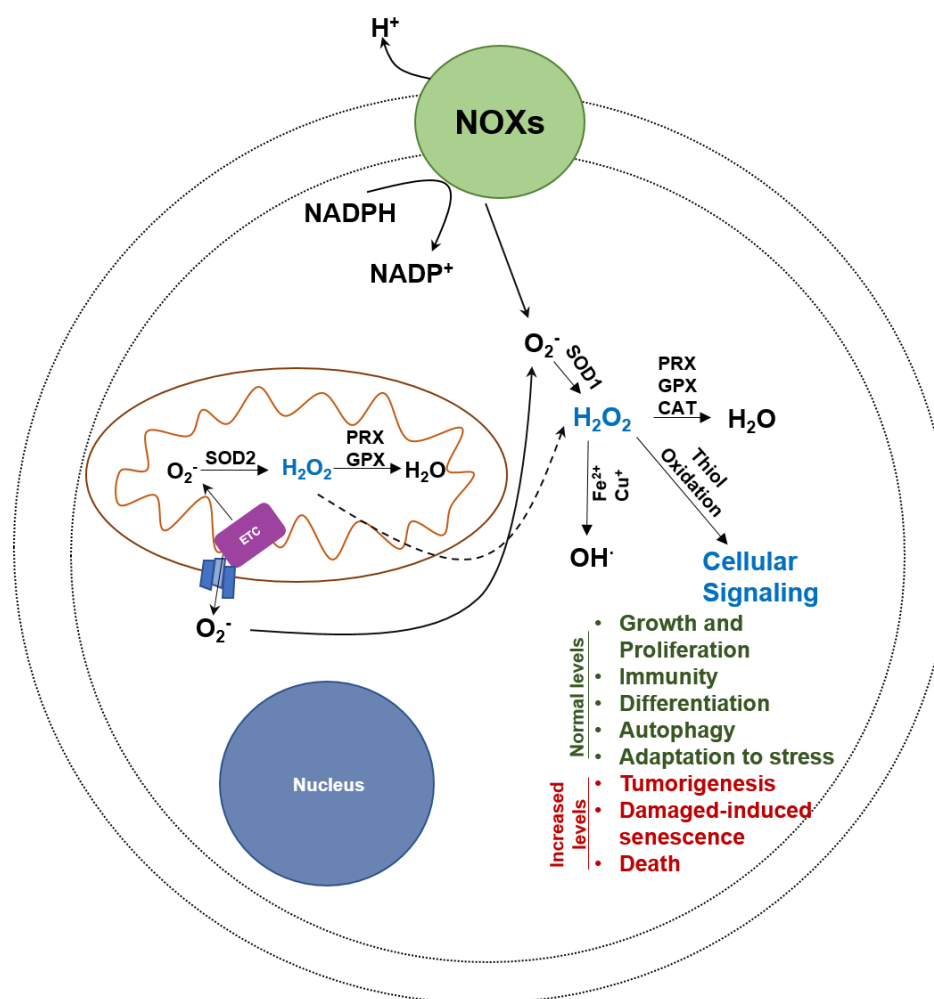 H⁺
NOXs
NADPH
NADP⁺
O₂⁻
SOD1
PRX
GPX
CAT
H₂O₂
H₂O
Fe²⁺
Cu⁺
Thiol
Oxidation
OH·
PRX
GPX
SOD2
O₂⁻
H₂O₂
H₂O
ETC
O₂⁻
Cellular
Signaling
Normal levels
• Growth and
Proliferation
• Immunity
• Differentiation
• Autophagy
• Adaptation to stress
Increased
levels
• Tumorigenesis
• Damaged-induced
senescence
• Death
Nucleus